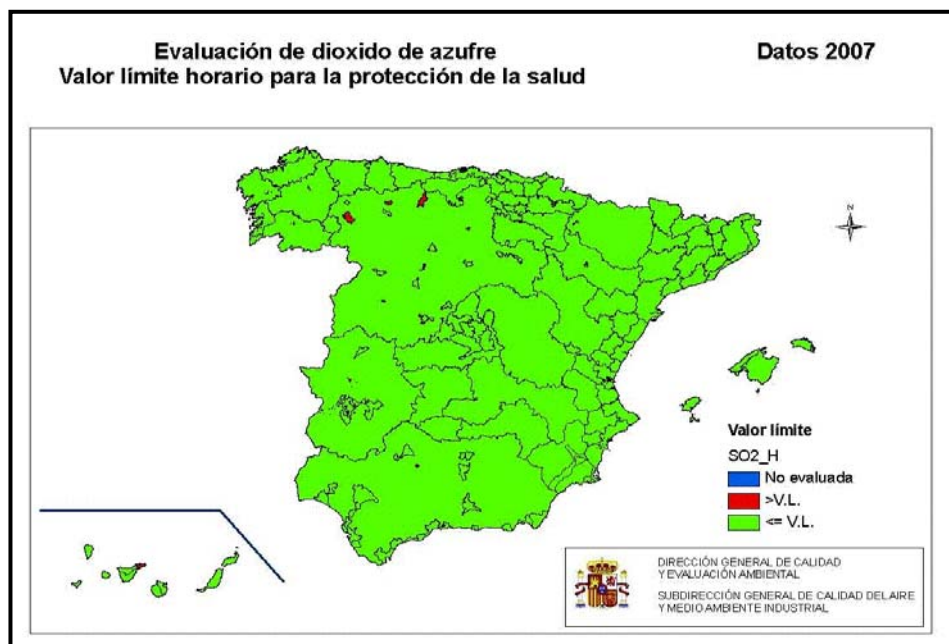 Evaluación de dioxido de azufre
Valor límite horario para la protección de la salud
Datos 2007
N
Valor límite
SO2_H
No evaluada
>V.L.
<= V.L.
DIRECCIÓN GENERAL DE CALIDAD
Y EVALUACIÓN AMBIENTAL
SUBDIRECCIÓN GENERAL DE CALIDAD DEL AIRE
Y MEDIO AMBIENTE INDUSTRIAL